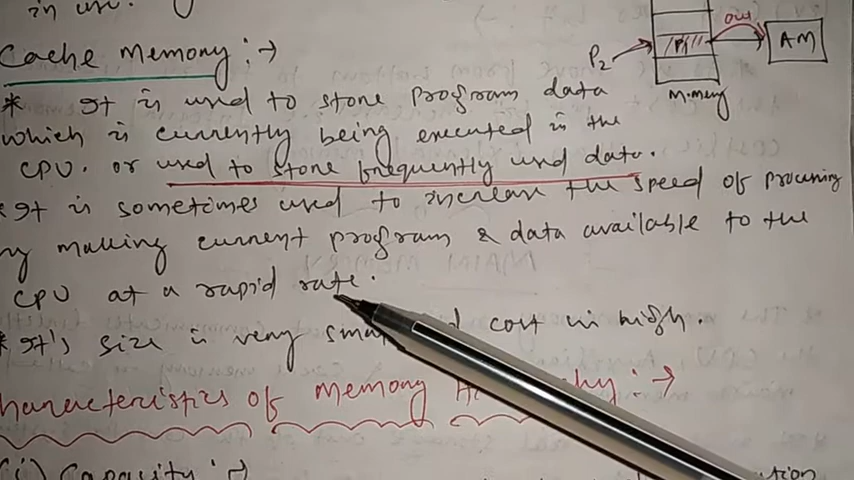 in use.
out
AM
P1
P2
M.memy
Cache Memory :→
* It is used to store program data
which is currently being executed in the
CPU. or used to store frequently used data.
* It is sometimes used to increase the speed of processing
by making current program & data available to the
CPU at a rapid rate.
* It's size is very small cost is high.
Characteristics of memory :→
(i) Capacity :→